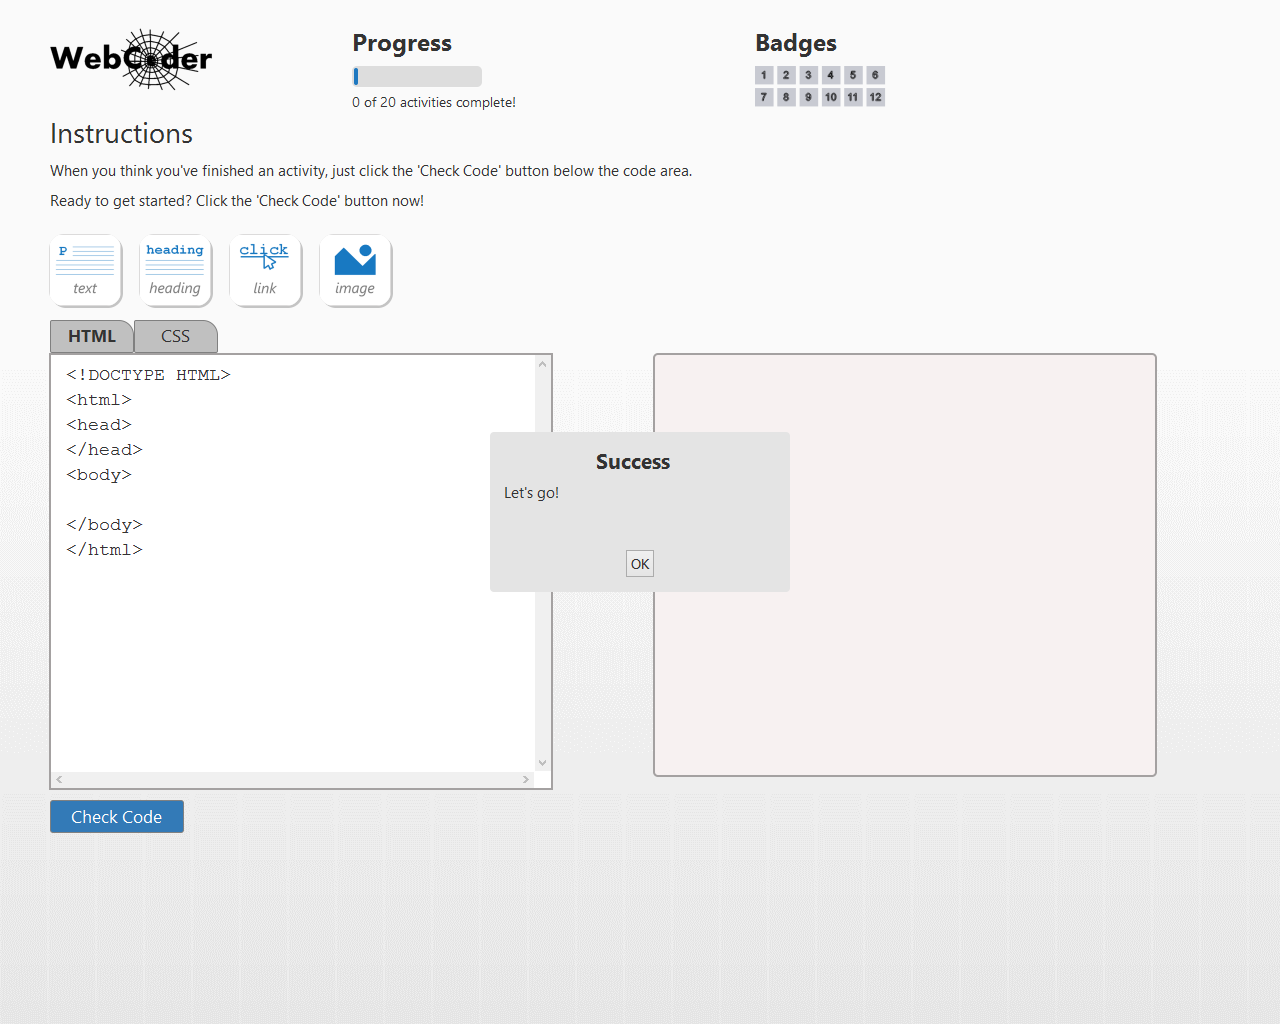 WebCoder
Progress
0 of 20 activities complete!
Badges
1 2 3 4 5 6
7 8 9 10 11 12
Instructions
When you think you've finished an activity, just click the 'Check Code' button below the code area.
Ready to get started? Click the 'Check Code' button now!
P
text
heading
heading
click
link
image
HTML
CSS
<!DOCTYPE HTML>
<html>
<head>
</head>
<body>
</body>
</html>
Success
Let's go!
OK
Check Code